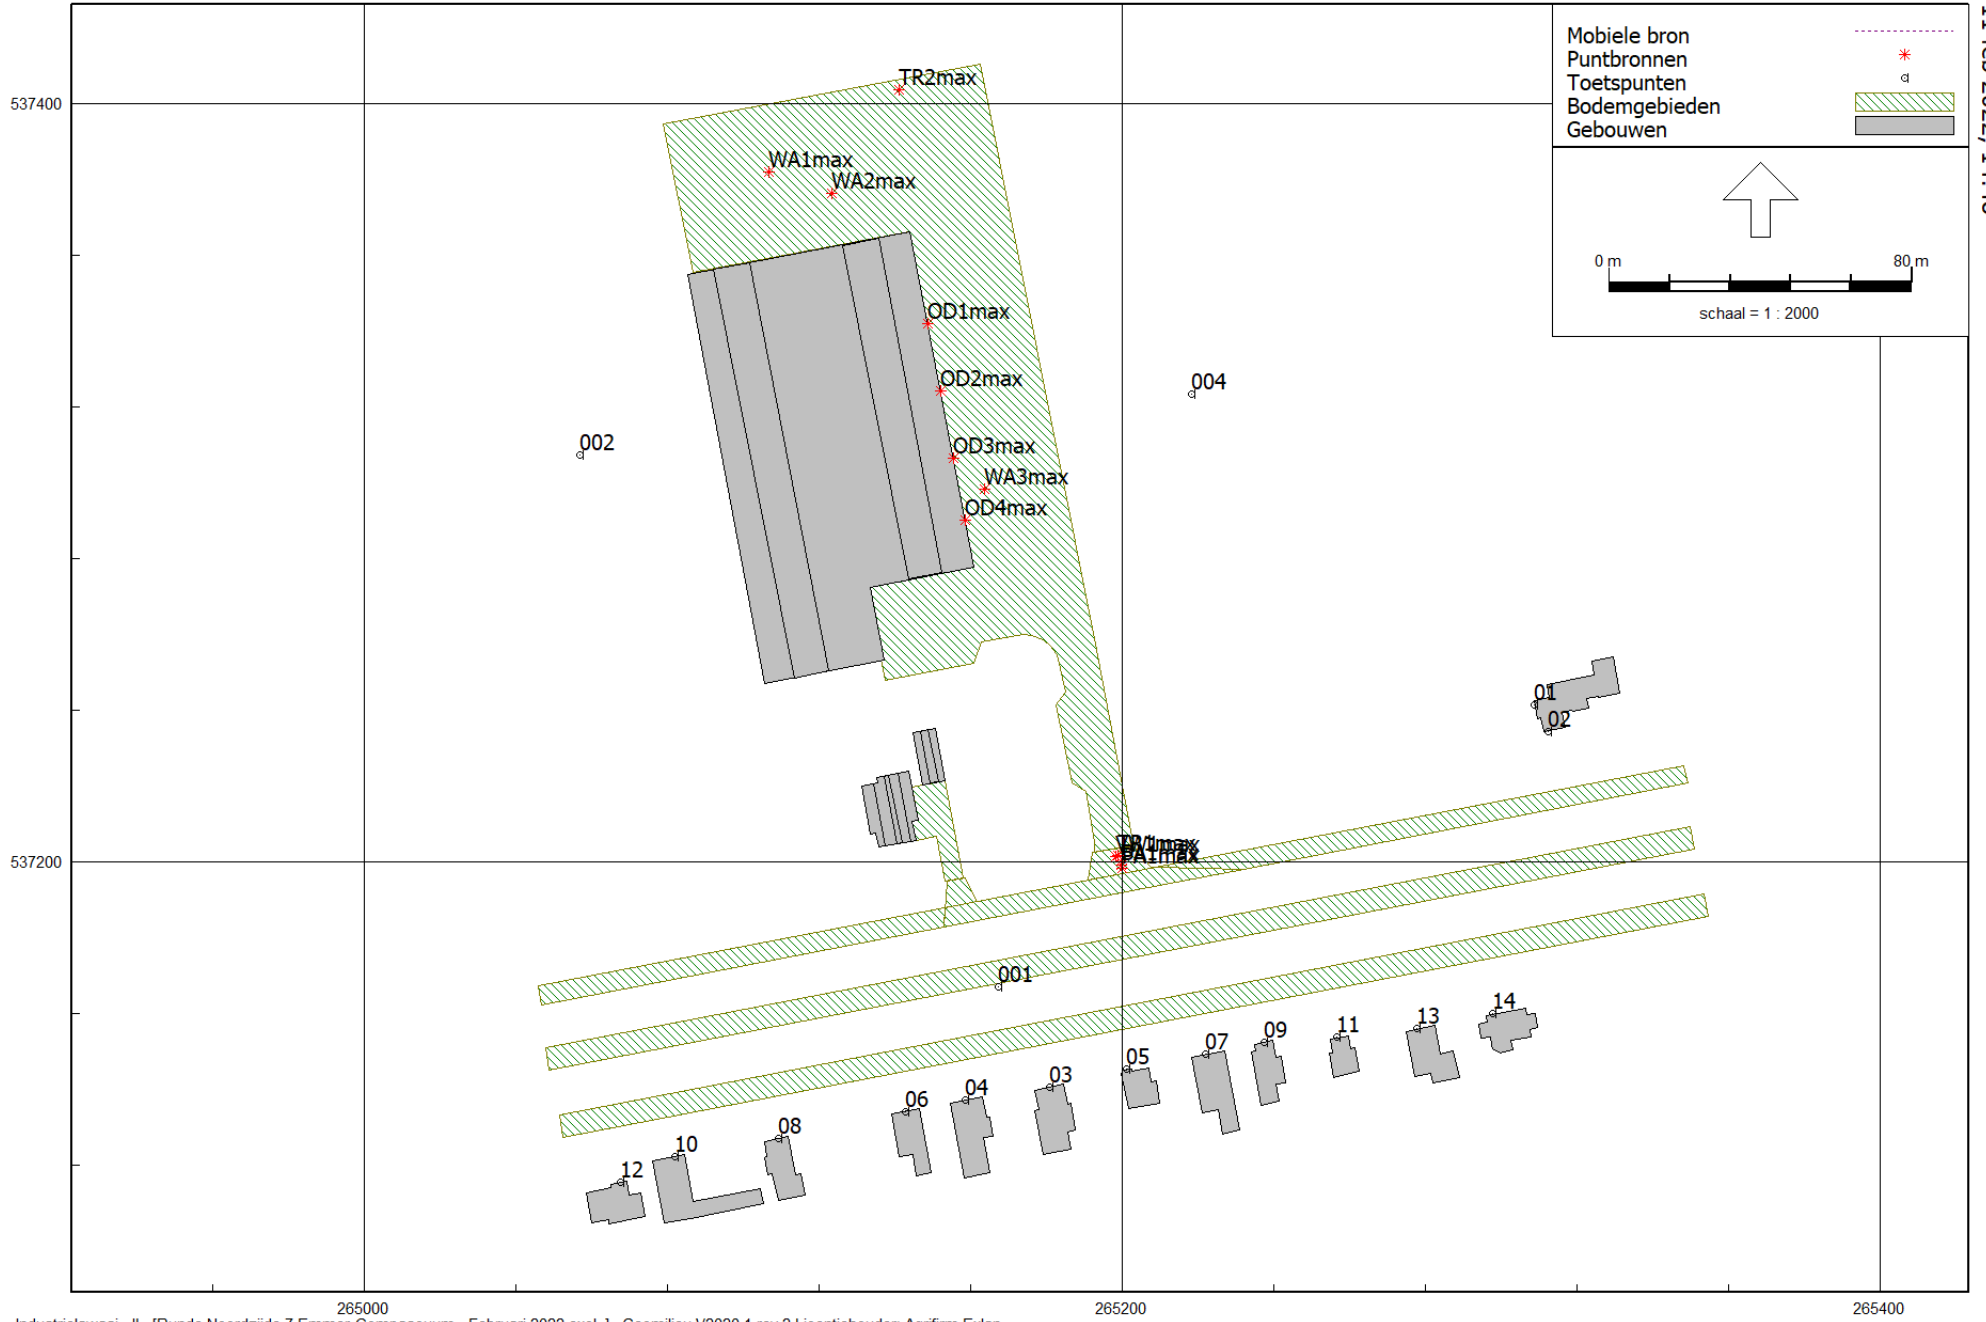 Mobiele bron
Puntbronnen
Toetspunten
Bodemgebieden
Gebouwen
0 m
80 m
schaal = 1 : 2000
537400
537200
265000
265200
265400
TR2max
WA1max
WA2max
OD1max
OD2max
OD3max
WA3max
OD4max
004
002
01
02
TR1max
PA1max
001
14
13
11
09
07
05
03
04
06
08
10
12